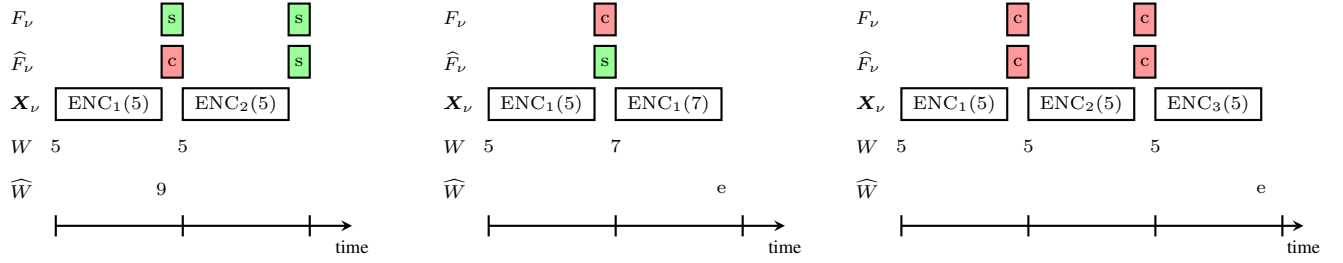 F_ν s s
F̂_ν c s
X_ν ENC₁(5) ENC₂(5)
W 5 5
Ŵ 9
time
F_ν c
F̂_ν s
X_ν ENC₁(5) ENC₁(7)
W 5 7
Ŵ e
time
F_ν c c
F̂_ν c c
X_ν ENC₁(5) ENC₂(5) ENC₃(5)
W 5 5 5
Ŵ e
time